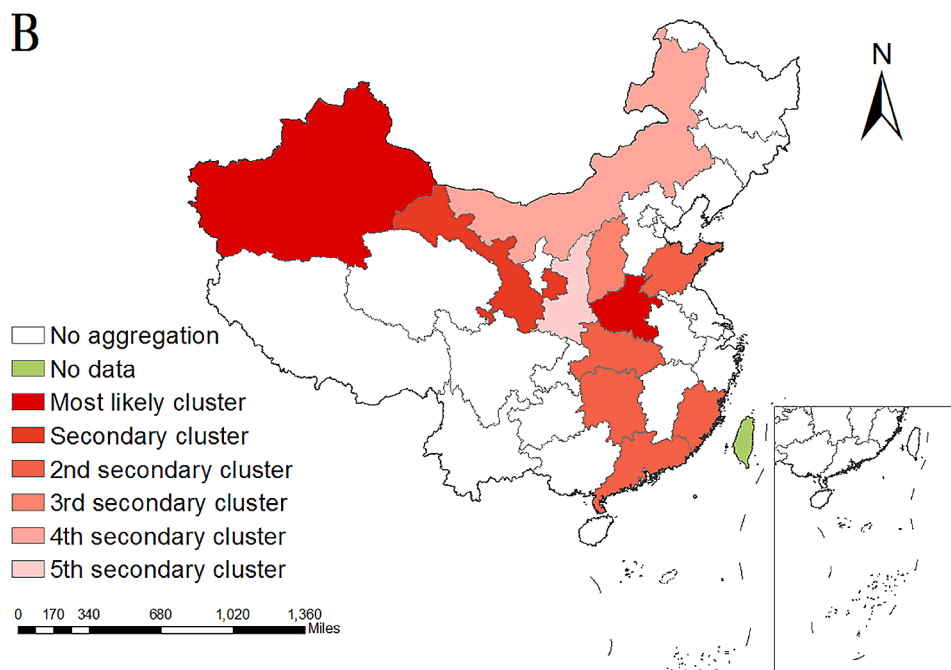 B
N
No aggregation
No data
Most likely cluster
Secondary cluster
2nd secondary cluster
3rd secondary cluster
4th secondary cluster
5th secondary cluster
0 170 340 680 1,020 1,360
Miles